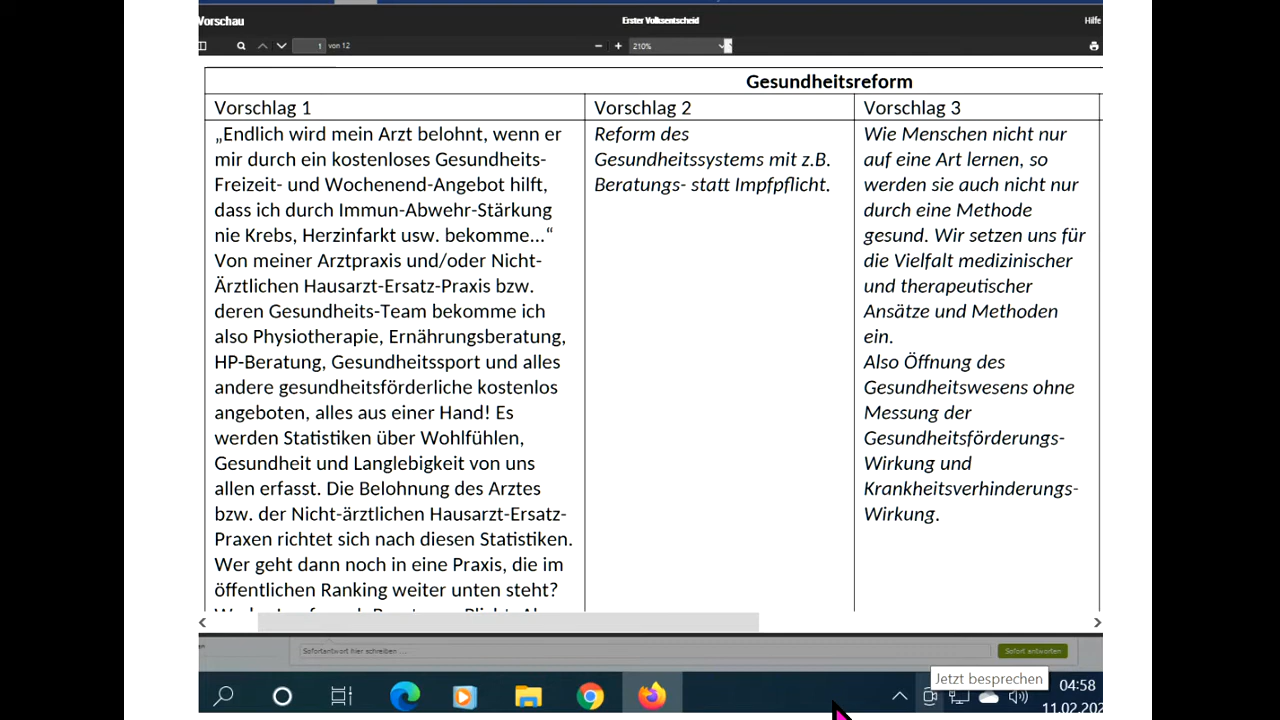 Vorschau
Erster Volksentscheid
Hilfe
1 von 12
210%
Gesundheitsreform
Vorschlag 1
„Endlich wird mein Arzt belohnt, wenn er
mir durch ein kostenloses Gesundheits-
Freizeit- und Wochenend-Angebot hilft,
dass ich durch Immun-Abwehr-Stärkung
nie Krebs, Herzinfarkt usw. bekomme...“
Von meiner Arztpraxis und/oder Nicht-
Ärztlichen Hausarzt-Ersatz-Praxis bzw.
deren Gesundheits-Team bekomme ich
also Physiotherapie, Ernährungsberatung,
HP-Beratung, Gesundheitssport und alles
andere gesundheitsförderliche kostenlos
angeboten, alles aus einer Hand! Es
werden Statistiken über Wohlfühlen,
Gesundheit und Langlebigkeit von uns
allen erfasst. Die Belohnung des Arztes
bzw. der Nicht-ärztlichen Hausarzt-Ersatz-
Praxen richtet sich nach diesen Statistiken.
Wer geht dann noch in eine Praxis, die im
öffentlichen Ranking weiter unten steht?
Vorschlag 2
Reform des
Gesundheitssystems mit z.B.
Beratungs- statt Impfpflicht.
Vorschlag 3
Wie Menschen nicht nur
auf eine Art lernen, so
werden sie auch nicht nur
durch eine Methode
gesund. Wir setzen uns für
die Vielfalt medizinischer
und therapeutischer
Ansätze und Methoden
ein.
Also Öffnung des
Gesundheitswesens ohne
Messung der
Gesundheitsförderungs-
Wirkung und
Krankheitsverhinderungs-
Wirkung.
Sofortantwort hier schreiben ...
Sofort antworten
Jetzt besprechen
04:58
11.02.202